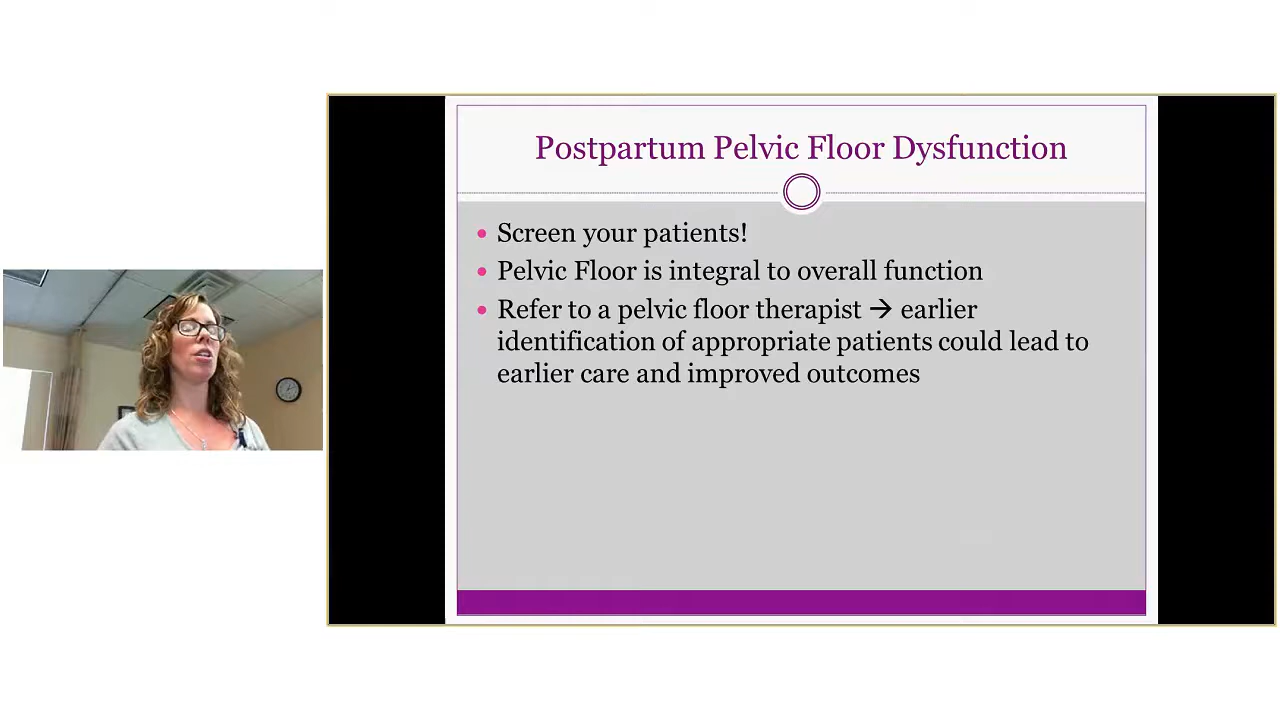 Postpartum Pelvic Floor Dysfunction
• Screen your patients!
• Pelvic Floor is integral to overall function
• Refer to a pelvic floor therapist → earlier
identification of appropriate patients could lead to
earlier care and improved outcomes